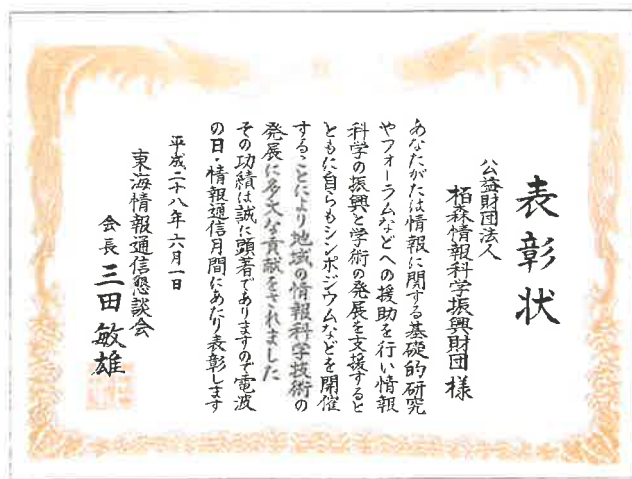 表彰状
公益財団法人
栢森情報科学振興財団様
あなたがたは情報に関する基礎的研究
やフォーラムなどへの援助を行い情報
科学の振興と学術の発展を支援すると
ともに自らもシンポジウムなどを開催
することにより地域の情報科学技術の
発展に多大な貢献をされました
その功績は誠に顕著でありますので電波
の日・情報通信月間にあたり表彰します
平成二十八年六月一日
東海情報通信懇談会
会長 三田敏雄